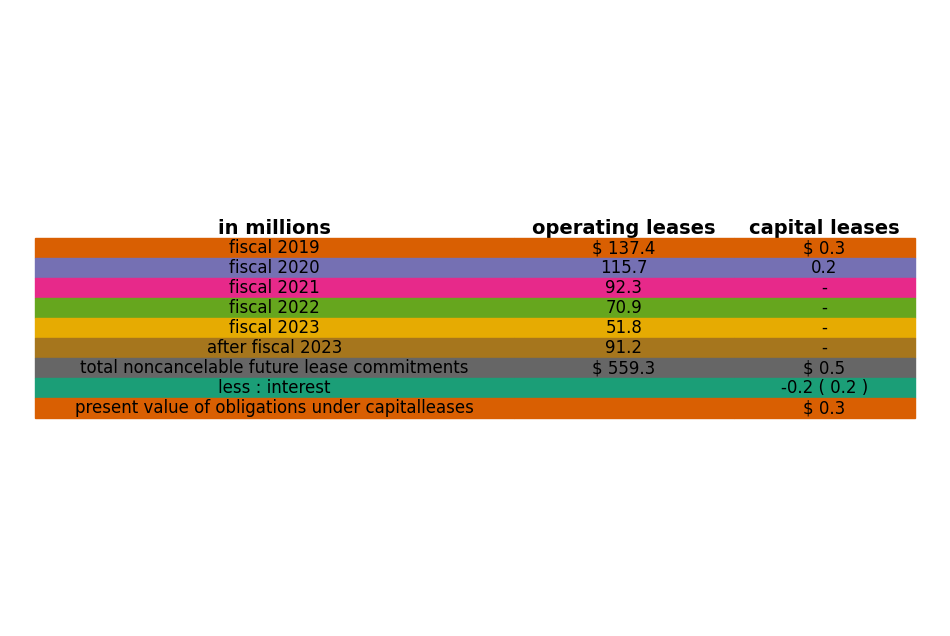 in millions operating leases capital leases
fiscal 2019 $ 137.4 $ 0.3
fiscal 2020 115.7 0.2
fiscal 2021 92.3 -
fiscal 2022 70.9 -
fiscal 2023 51.8 -
after fiscal 2023 91.2 -
total noncancelable future lease commitments $ 559.3 $ 0.5
less : interest -0.2 ( 0.2 )
present value of obligations under capitalleases $ 0.3